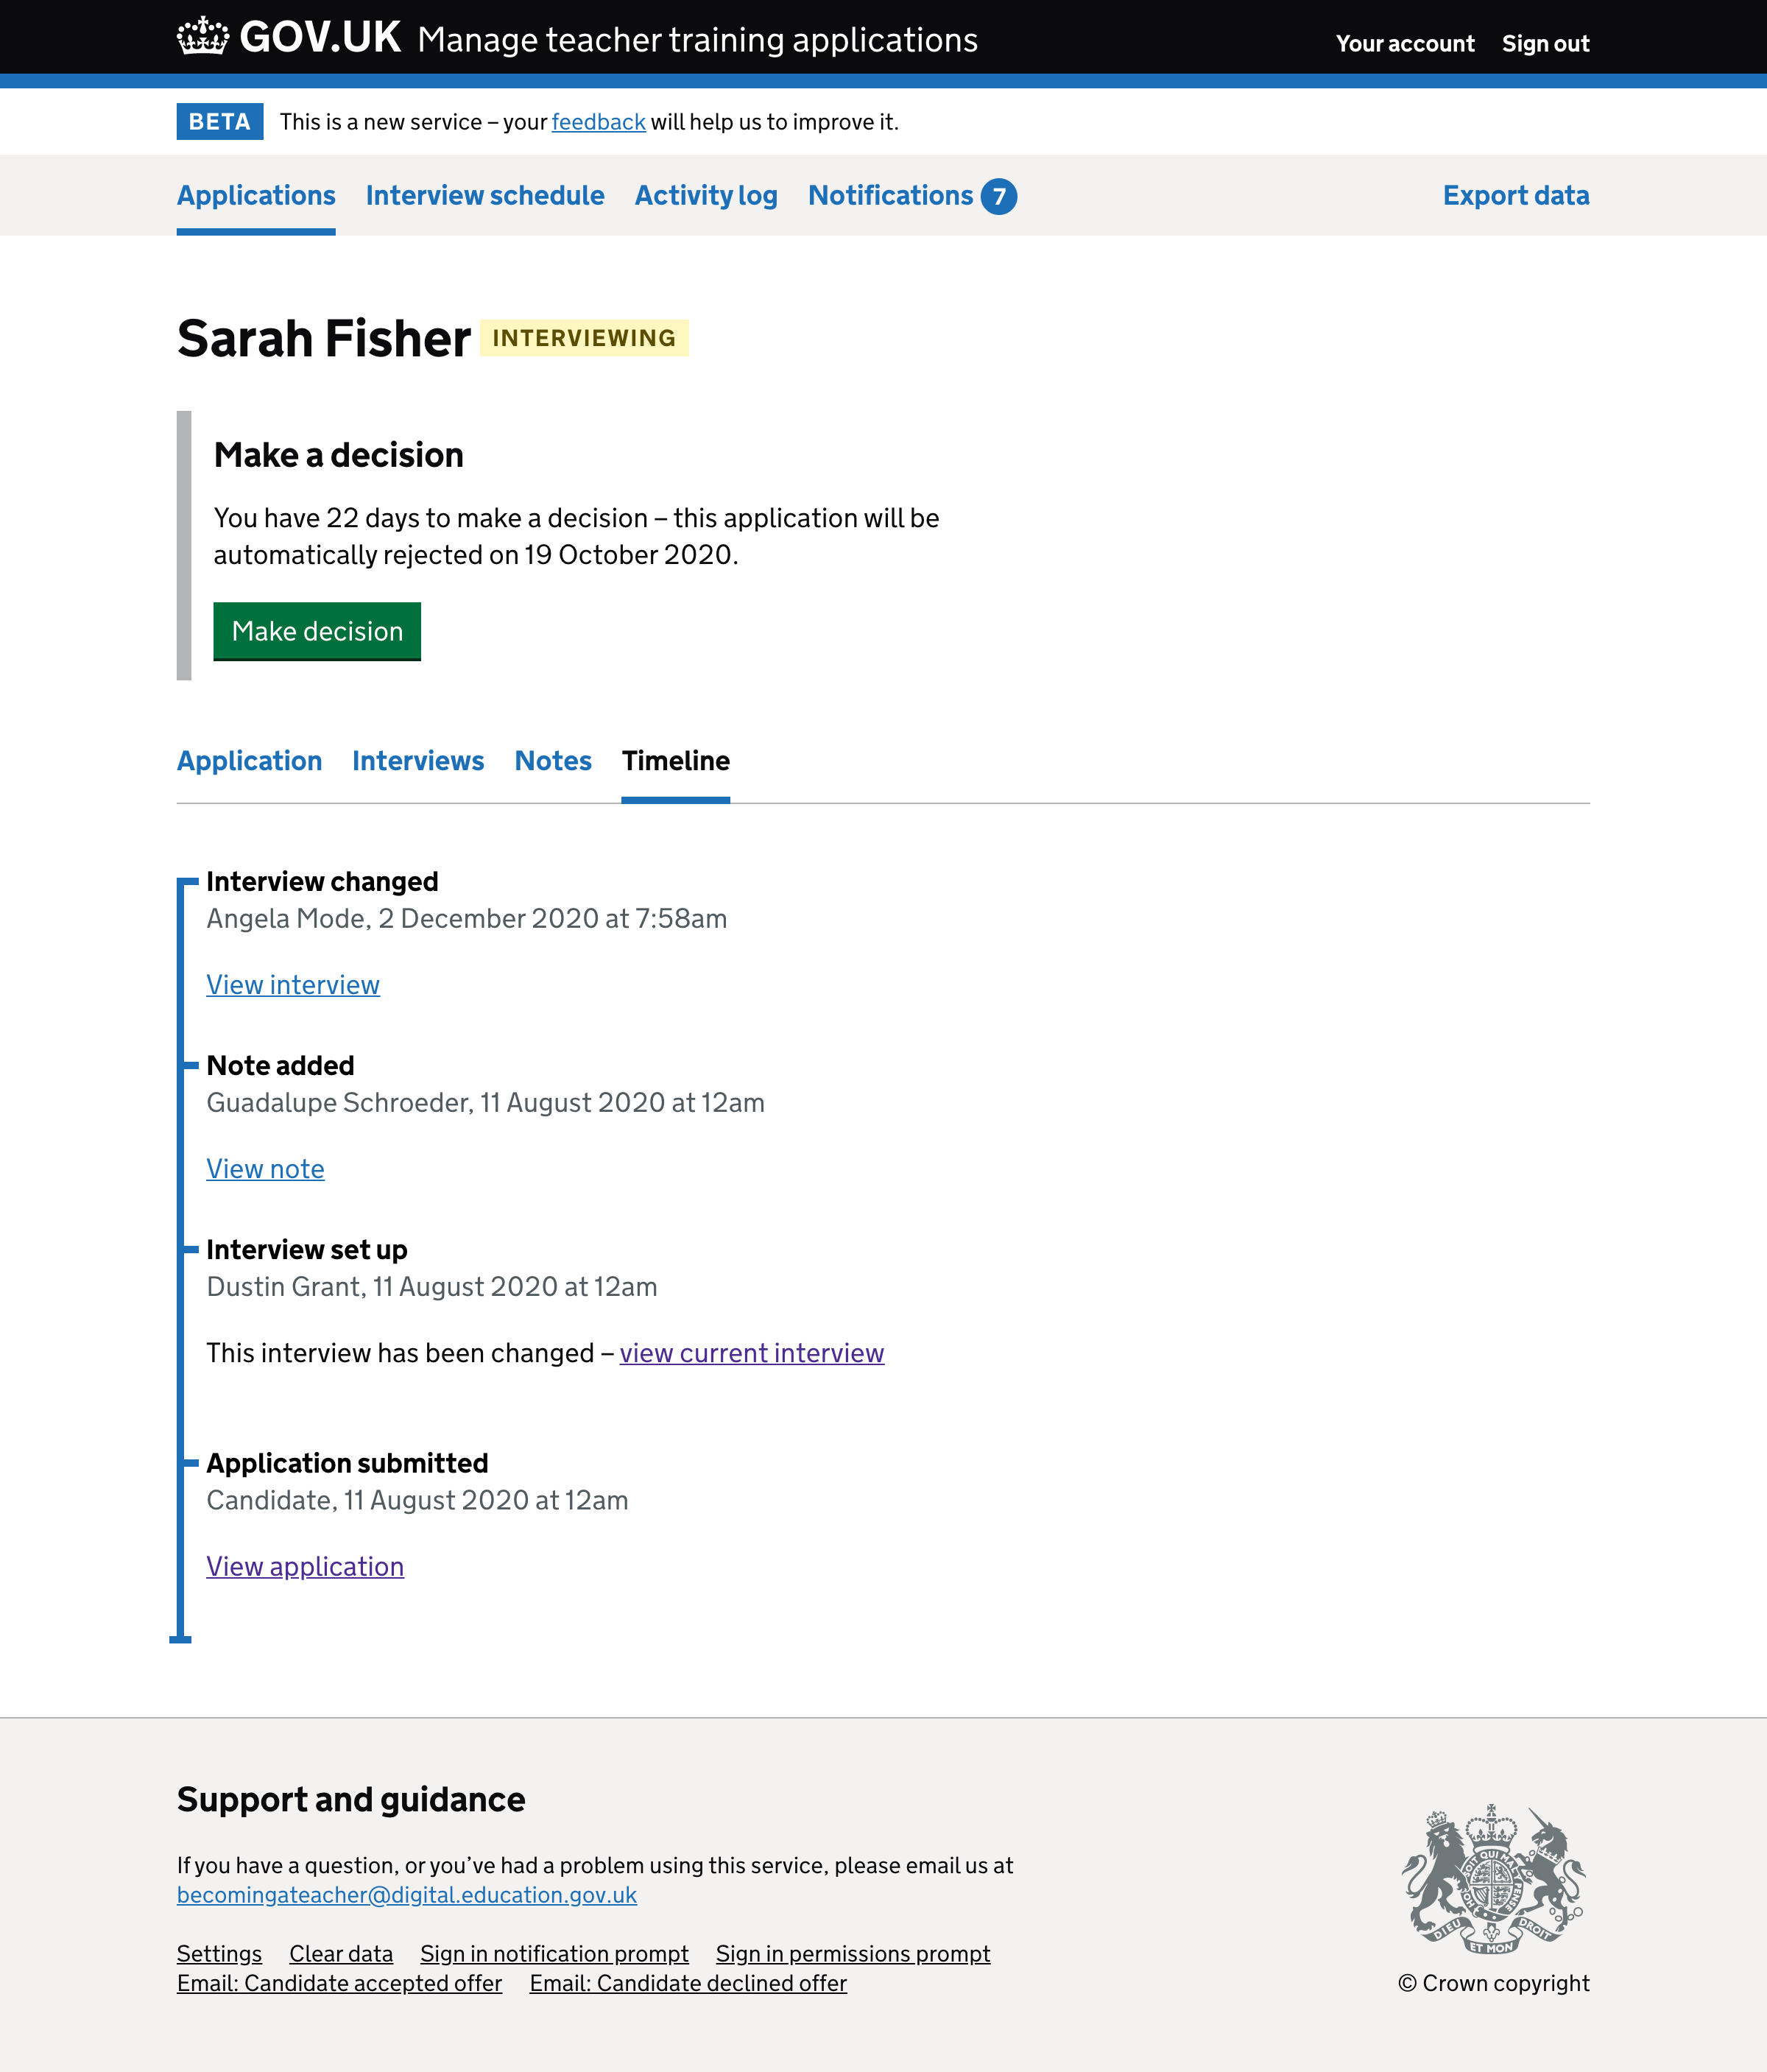 GOV.UK Manage teacher training applications Your account Sign out
BETA This is a new service – your feedback will help us to improve it.
Applications Interview schedule Activity log Notifications 7 Export data
Sarah Fisher INTERVIEWING
Make a decision
You have 22 days to make a decision – this application will be
automatically rejected on 19 October 2020.
Make decision
Application Interviews Notes Timeline
Interview changed
Angela Mode, 2 December 2020 at 7:58am
View interview
Note added
Guadalupe Schroeder, 11 August 2020 at 12am
View note
Interview set up
Dustin Grant, 11 August 2020 at 12am
This interview has been changed – view current interview
Application submitted
Candidate, 11 August 2020 at 12am
View application
Support and guidance
If you have a question, or you’ve had a problem using this service, please email us at
becomingateacher@digital.education.gov.uk
Settings Clear data Sign in notification prompt Sign in permissions prompt
Email: Candidate accepted offer Email: Candidate declined offer
DIEU ET MON DROIT
© Crown copyright